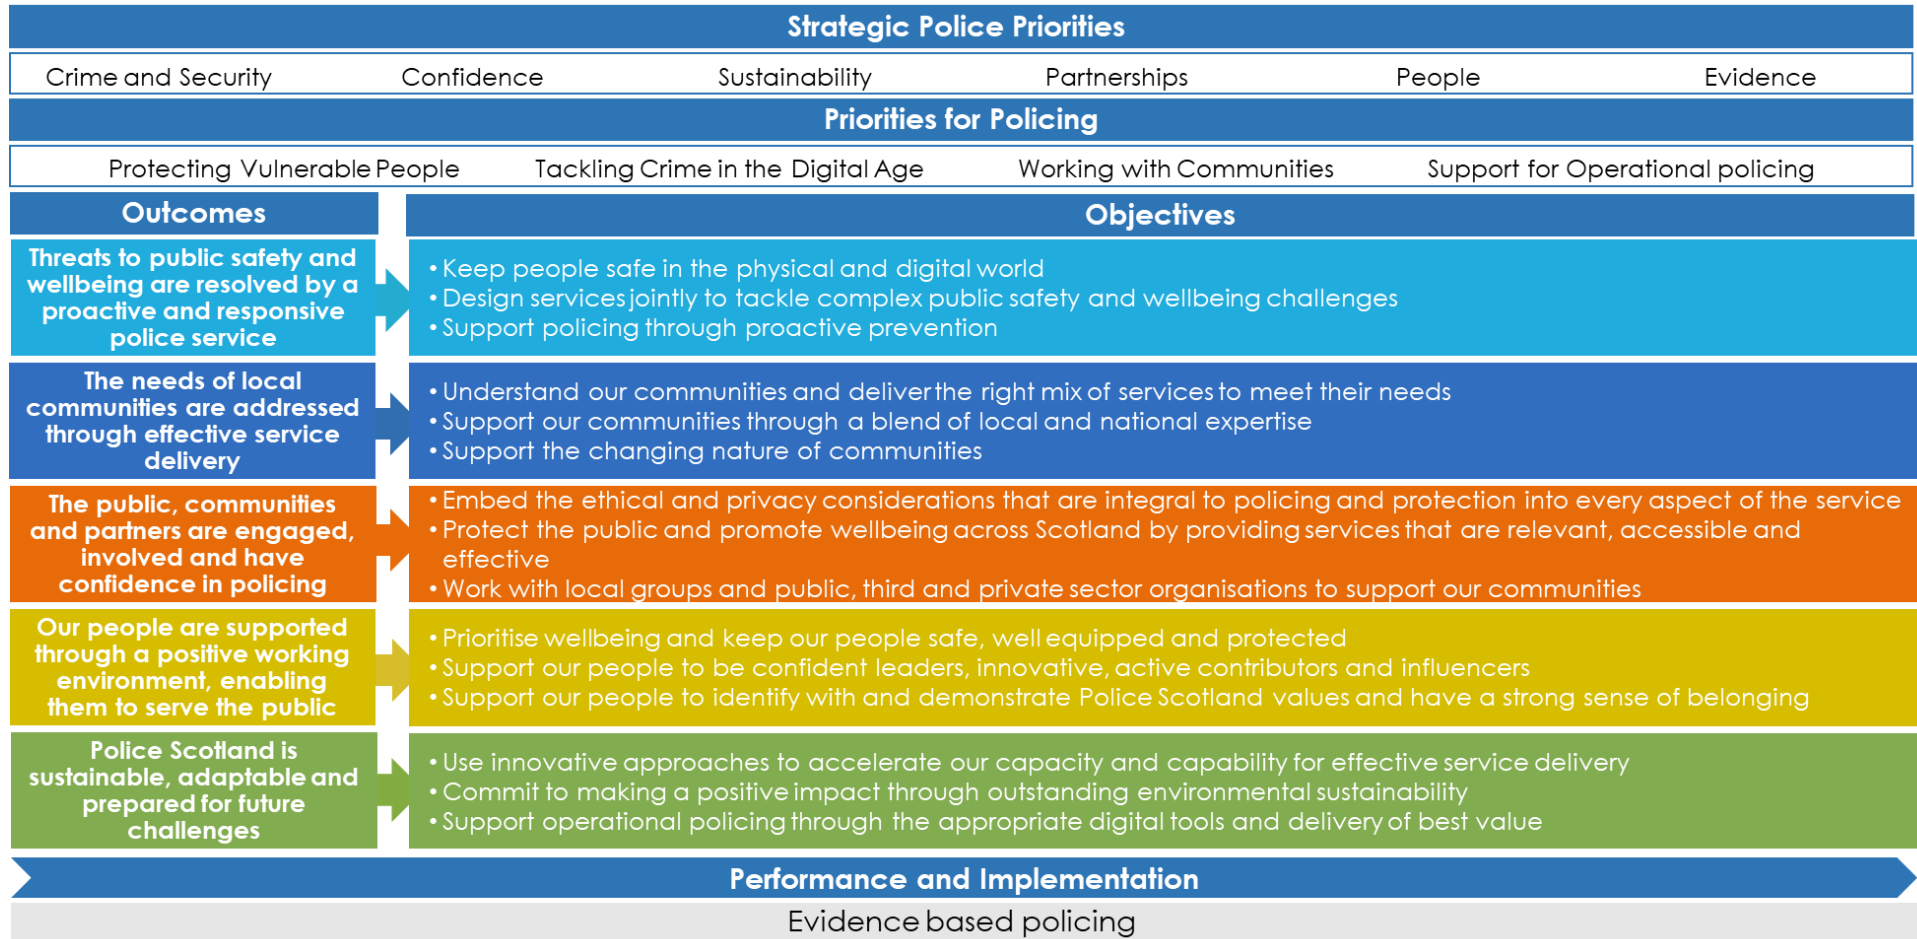 Strategic Police Priorities
Crime and Security Confidence Sustainability Partnerships People Evidence
Priorities for Policing
Protecting Vulnerable People Tackling Crime in the Digital Age Working with Communities Support for Operational policing
Outcomes
Objectives
Threats to public safety and
wellbeing are resolved by a
proactive and responsive
police service
• Keep people safe in the physical and digital world
• Design services jointly to tackle complex public safety and wellbeing challenges
• Support policing through proactive prevention
The needs of local
communities are addressed
through effective service
delivery
• Understand our communities and deliver the right mix of services to meet their needs
• Support our communities through a blend of local and national expertise
• Support the changing nature of communities
The public, communities
and partners are engaged,
involved and have
confidence in policing
• Embed the ethical and privacy considerations that are integral to policing and protection into every aspect of the service
• Protect the public and promote wellbeing across Scotland by providing services that are relevant, accessible and
effective
• Work with local groups and public, third and private sector organisations to support our communities
Our people are supported
through a positive working
environment, enabling
them to serve the public
• Prioritise wellbeing and keep our people safe, well equipped and protected
• Support our people to be confident leaders, innovative, active contributors and influencers
• Support our people to identify with and demonstrate Police Scotland values and have a strong sense of belonging
Police Scotland is
sustainable, adaptable and
prepared for future
challenges
• Use innovative approaches to accelerate our capacity and capability for effective service delivery
• Commit to making a positive impact through outstanding environmental sustainability
• Support operational policing through the appropriate digital tools and delivery of best value
Performance and Implementation
Evidence based policing